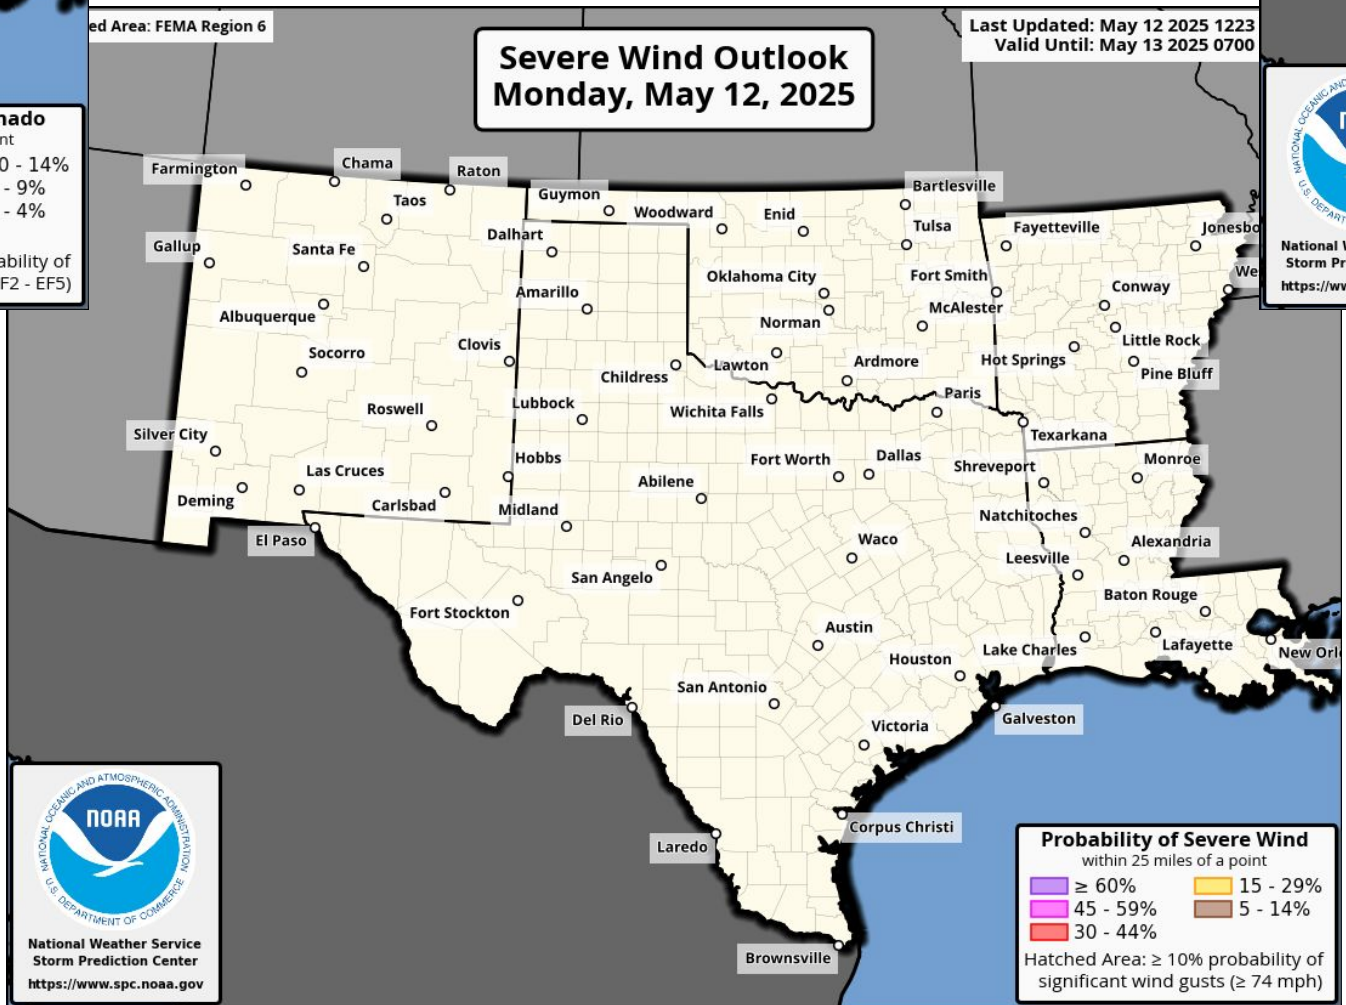 ed Area: FEMA Region 6
Severe Wind Outlook
Monday, May 12, 2025
Last Updated: May 12 2025 1223
Valid Until: May 13 2025 0700
0 - 14%
- 9%
- 4%
ability of
F2 - EF5)
National
Storm Pr
https://ww
Farmington
Chama
Raton
Taos
Guymon
Woodward
Enid
Bartlesville
Tulsa
Fayetteville
Gallup
Santa Fe
Dalhart
Amarillo
Oklahoma City
Fort Smith
Conway
Albuquerque
Norman
McAlester
Little Rock
Socorro
Clovis
Childress
Lawton
Ardmore
Hot Springs
Pine Bluff
Roswell
Lubbock
Wichita Falls
Paris
Texarkana
Silver City
Las Cruces
Hobbs
Abilene
Fort Worth
Dallas
Shreveport
Monroe
Deming
Carlsbad
Midland
Natchitoches
El Paso
Waco
Alexandria
San Angelo
Leesville
Fort Stockton
Baton Rouge
Austin
Lake Charles
Lafayette
Houston
San Antonio
Del Rio
Galveston
Victoria
Corpus Christi
Laredo
Brownsville
NATIONAL OCEANIC AND ATMOSPHERIC ADMINISTRATION
NOAA
U.S. DEPARTMENT OF COMMERCE
National Weather Service
Storm Prediction Center
https://www.spc.noaa.gov
Probability of Severe Wind
within 25 miles of a point
≥ 60%
15 - 29%
45 - 59%
5 - 14%
30 - 44%
Hatched Area: ≥ 10% probability of
significant wind gusts (≥ 74 mph)